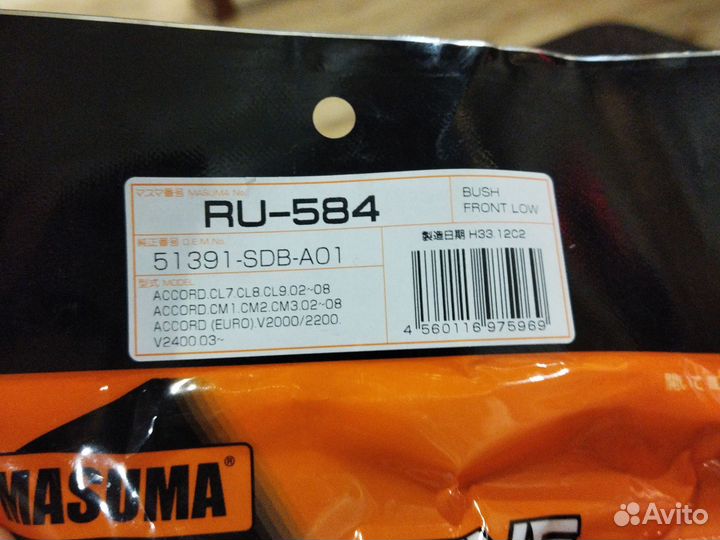 マスマ番号 MASUMA No.
RU-584
BUSH
FRONT LOW
純正番号 O.E.M No.
51391-SDB-A01
製造日期 H33.12C2
型式 MODEL
ACCORD.CL7.CL8.CL9.02~08
ACCORD.CM1.CM2.CM3.02~08
ACCORD (EURO).V2000/2200.
V2400.03~
4 560116 975969
MASUMA®
Avito